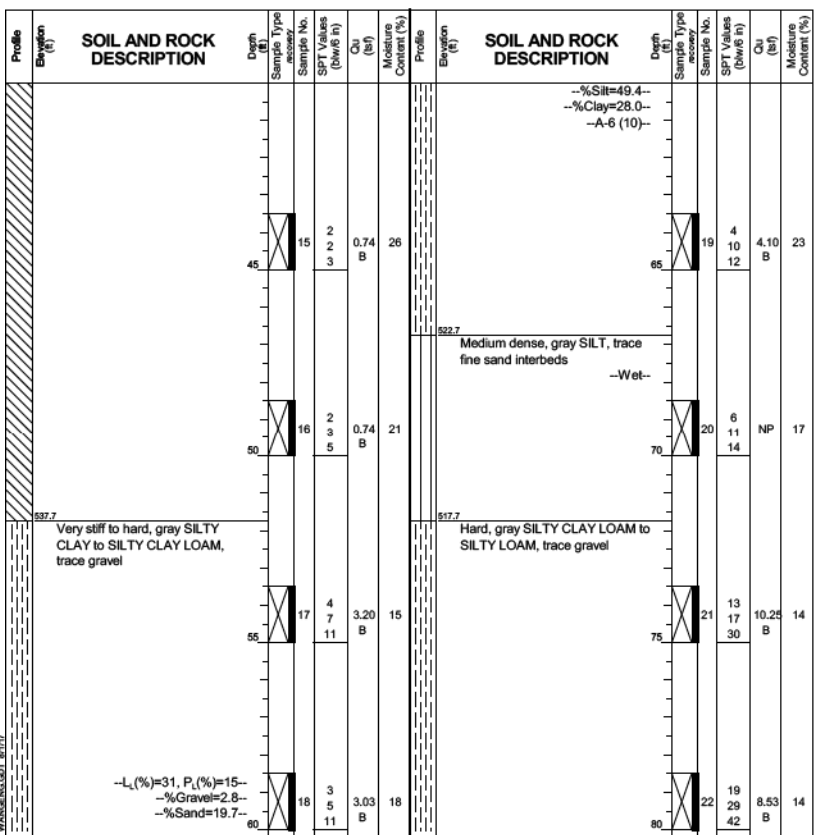 Profile
Elevation
(ft)
SOIL AND ROCK
DESCRIPTION
Depth
(ft)
Sample Type
recovery
Sample No.
SPT Values
(blw/6 in)
Qu
(tsf)
Moisture
Content (%)
15
2
2
3
0.74
B
26
45
16
2
3
5
0.74
B
21
50
537.7
Very stiff to hard, gray SILTY
CLAY to SILTY CLAY LOAM,
trace gravel
17
4
7
11
3.20
B
15
55
--LL(%)=31, PL(%)=15--
--%Gravel=2.8--
--%Sand=19.7--
18
3
5
11
3.03
B
18
60
Profile
Elevation
(ft)
SOIL AND ROCK
DESCRIPTION
Depth
(ft)
Sample Type
recovery
Sample No.
SPT Values
(blw/6 in)
Qu
(tsf)
Moisture
Content (%)
--%Silt=49.4--
--%Clay=28.0--
--A-6 (10)--
19
4
10
12
4.10
B
23
65
522.7
Medium dense, gray SILT, trace
fine sand interbeds
--Wet--
20
6
11
14
NP
17
70
517.7
Hard, gray SILTY CLAY LOAM to
SILTY LOAM, trace gravel
21
13
17
30
10.25
B
14
75
22
19
29
42
8.53
B
14
80